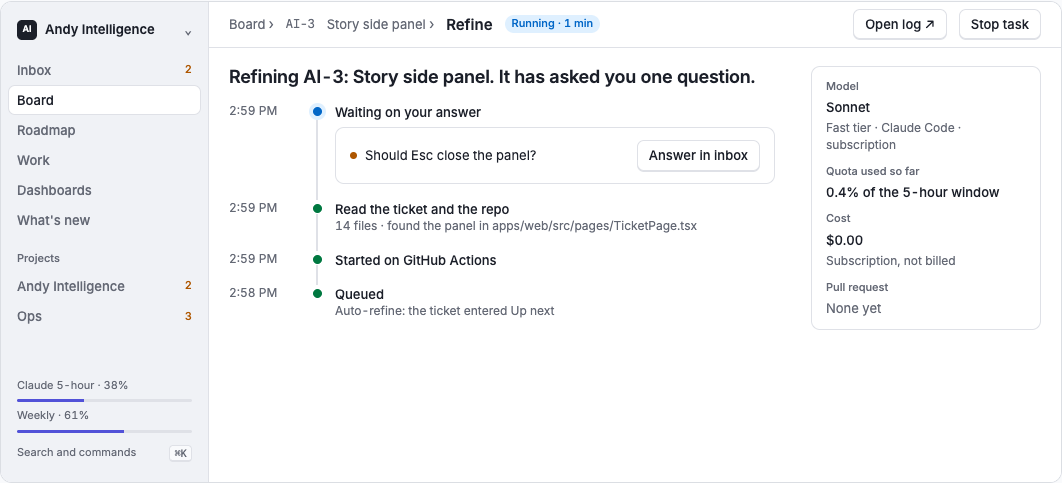 AI Andy Intelligence
Inbox 2
Board
Roadmap
Work
Dashboards
What's new
Projects
Andy Intelligence 2
Ops 3
Claude 5-hour · 38%
Weekly · 61%
Search and commands ⌘K
Board › AI-3 Story side panel › Refine Running · 1 min
Open log ↗ Stop task
Refining AI-3: Story side panel. It has asked you one question.
2:59 PM Waiting on your answer
Should Esc close the panel? Answer in inbox
2:59 PM Read the ticket and the repo
14 files · found the panel in apps/web/src/pages/TicketPage.tsx
2:59 PM Started on GitHub Actions
2:58 PM Queued
Auto-refine: the ticket entered Up next
Model
Sonnet
Fast tier · Claude Code ·
subscription
Quota used so far
0.4% of the 5-hour window
Cost
$0.00
Subscription, not billed
Pull request
None yet